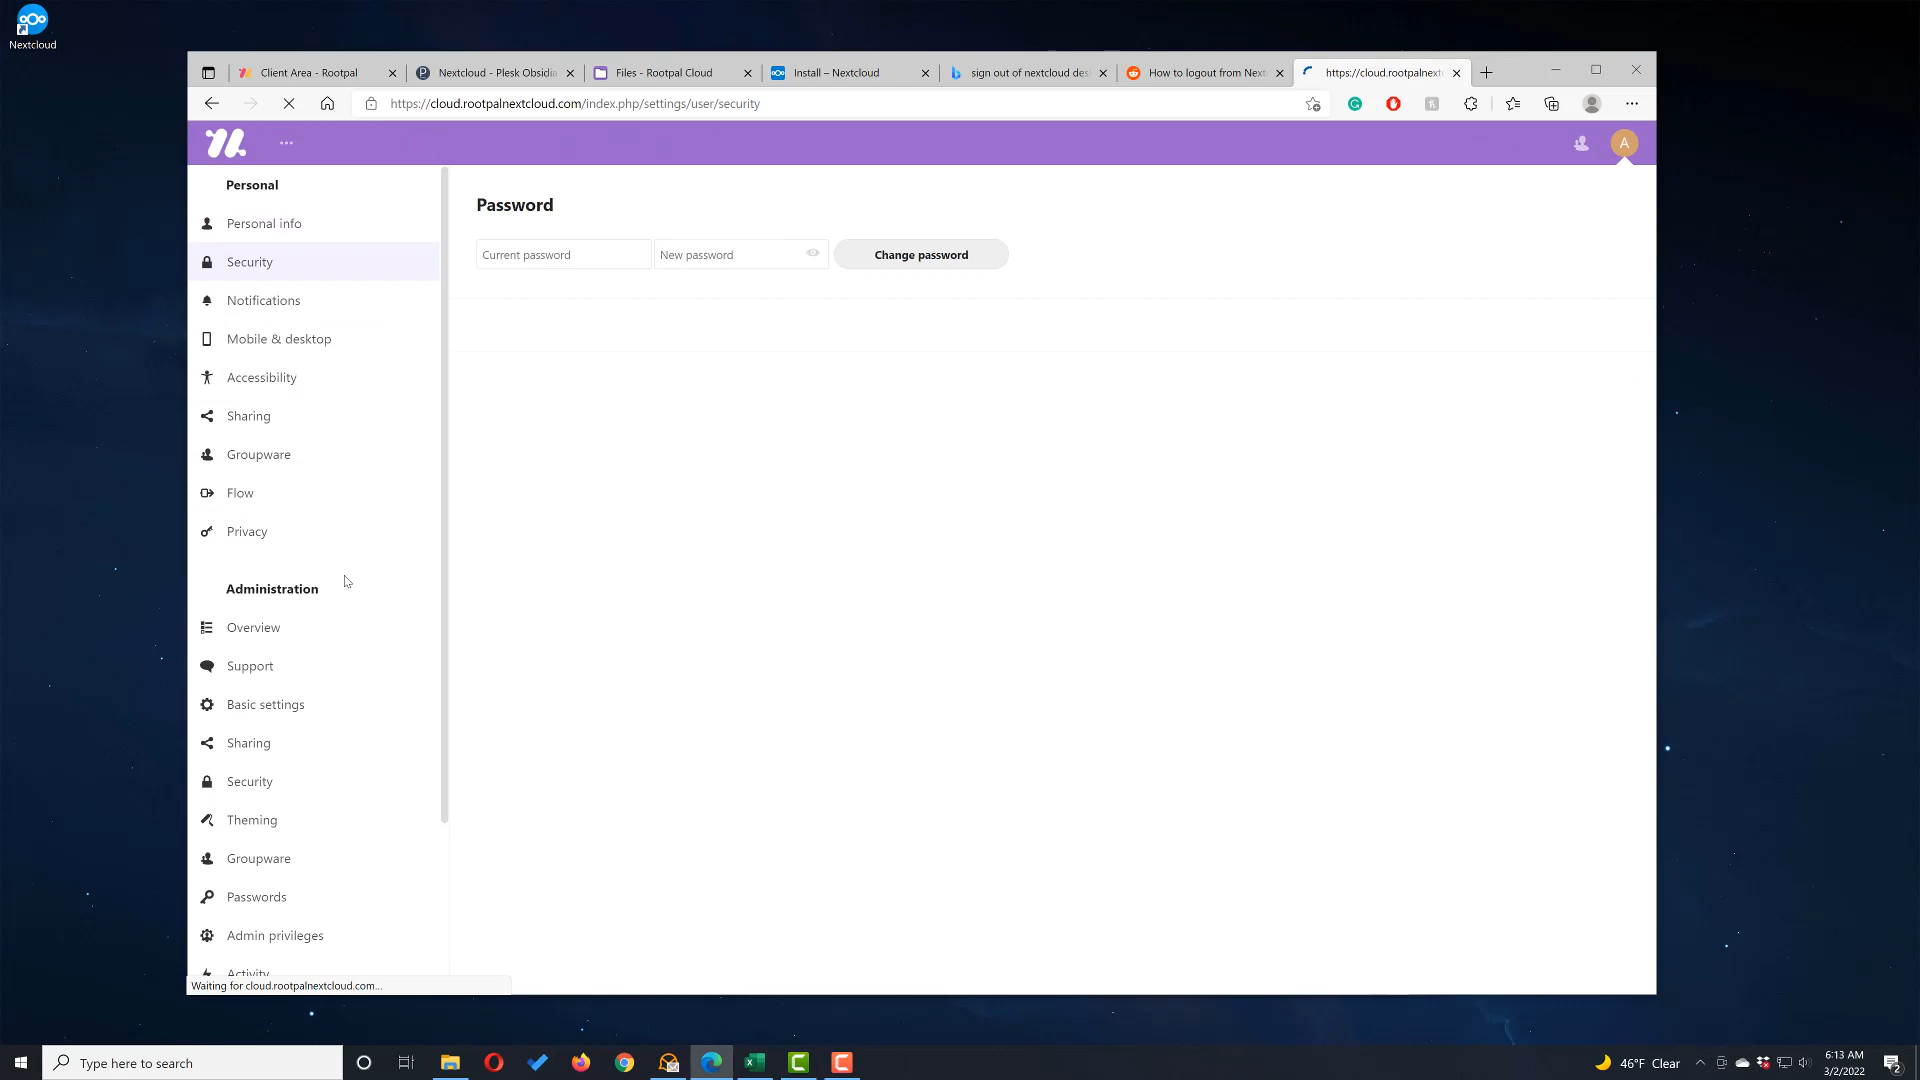 Nextcloud
Client Area - Rootpal
Nextcloud - Plesk Obsidia
Files - Rootpal Cloud
Install – Nextcloud
sign out of nextcloud des
How to logout from Next
https://cloud.rootpalnext
https://cloud.rootpalnextcloud.com/index.php/settings/user/security
A
Personal
Personal info
Security
Notifications
Mobile & desktop
Accessibility
Sharing
Groupware
Flow
Privacy
Administration
Overview
Support
Basic settings
Sharing
Security
Theming
Groupware
Passwords
Admin privileges
Activity
Waiting for cloud.rootpalnextcloud.com...
Password
Current password
New password
Change password
Type here to search
46°F Clear
6:13 AM
3/2/2022
2